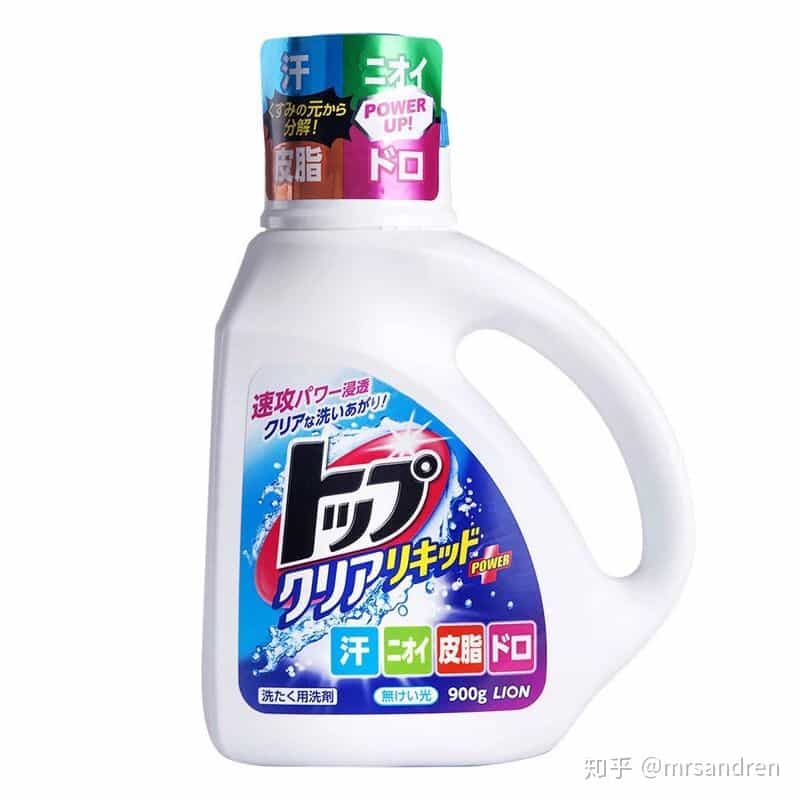 汗 ニオイ
くすみの元から
分解！
POWER
UP!
皮脂 ドロ
速攻パワー浸透
クリアな洗いあがり！
トップ
クリアリキッド
POWER
汗 ニオイ 皮脂 ドロ
洗たく用洗剤 無けい光 900g LION
知乎 @mrsandren